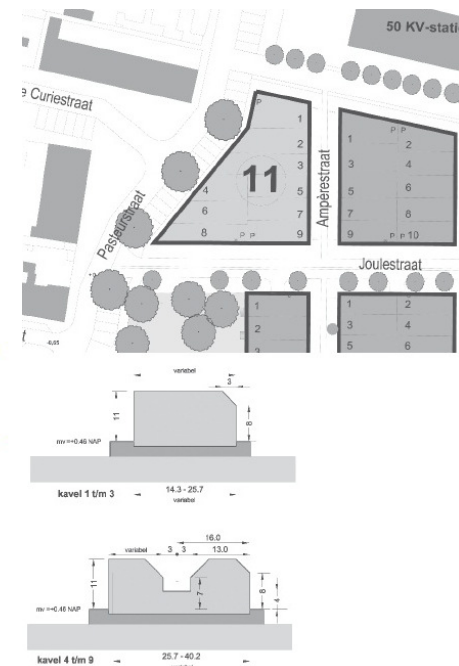 50 KV-stati
e Curiestraat
P
1
2
3
4
5
6
7
8
P P
9
11
Pasteurstraat
Ampèrestraat
P P
1
2
3
4
5
6
7
8
9
P P
10
Joulestraat
1
2
3
1
2
3
4
5
6
t
variabel
3
11
8
mv =+0.46 NAP
14.3 - 25.7
variabel
kavel 1 t/m 3
16.0
variabel
3
3
13.0
11
7
8
4
mv =+0.46 NAP
25.7 - 40.2
kavel 4 t/m 9